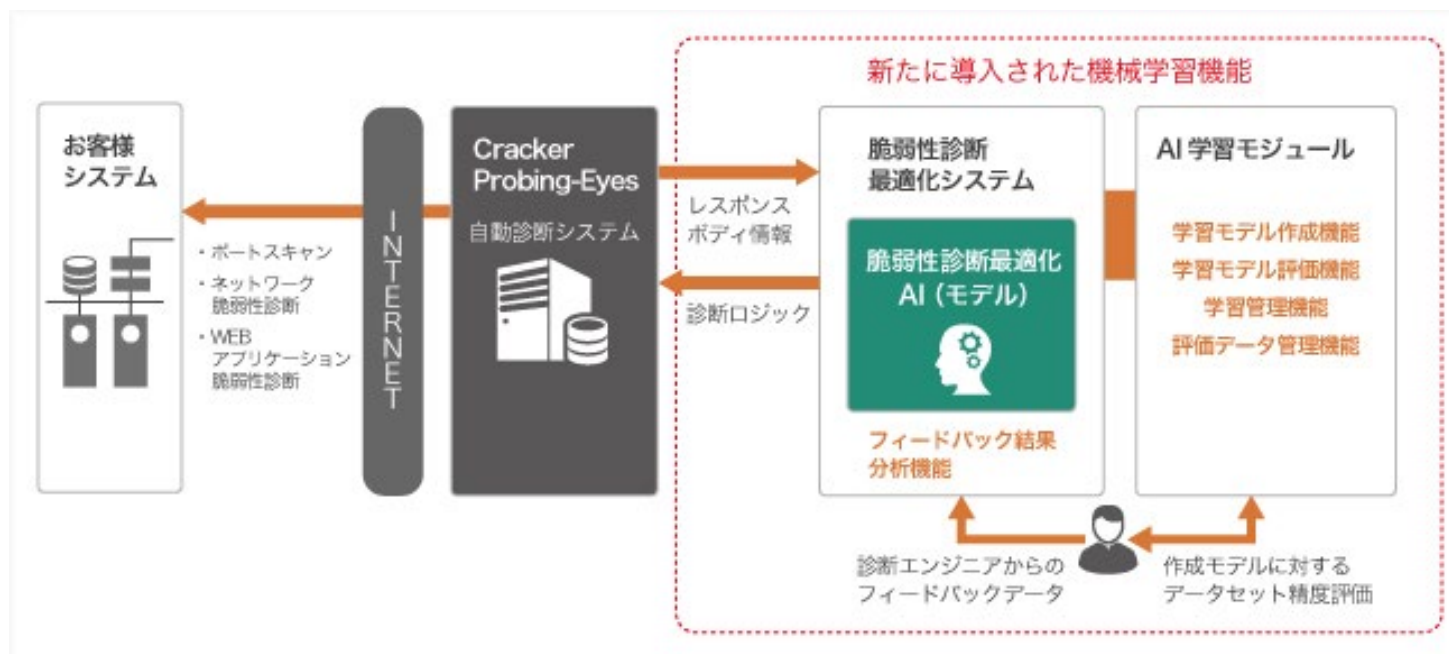 新たに導入された機械学習機能
お客様
システム
・ポートスキャン
・ネットワーク
脆弱性診断
・WEB
アプリケーション
脆弱性診断
INTERNET
Cracker
Probing-Eyes
自動診断システム
レスポンス
ボディ情報
診断ロジック
脆弱性診断
最適化システム
脆弱性診断最適化
AI（モデル）
フィードバック結果
分析機能
AI 学習モジュール
学習モデル作成機能
学習モデル評価機能
学習管理機能
評価データ管理機能
診断エンジニアからの
フィードバックデータ
作成モデルに対する
データセット精度評価